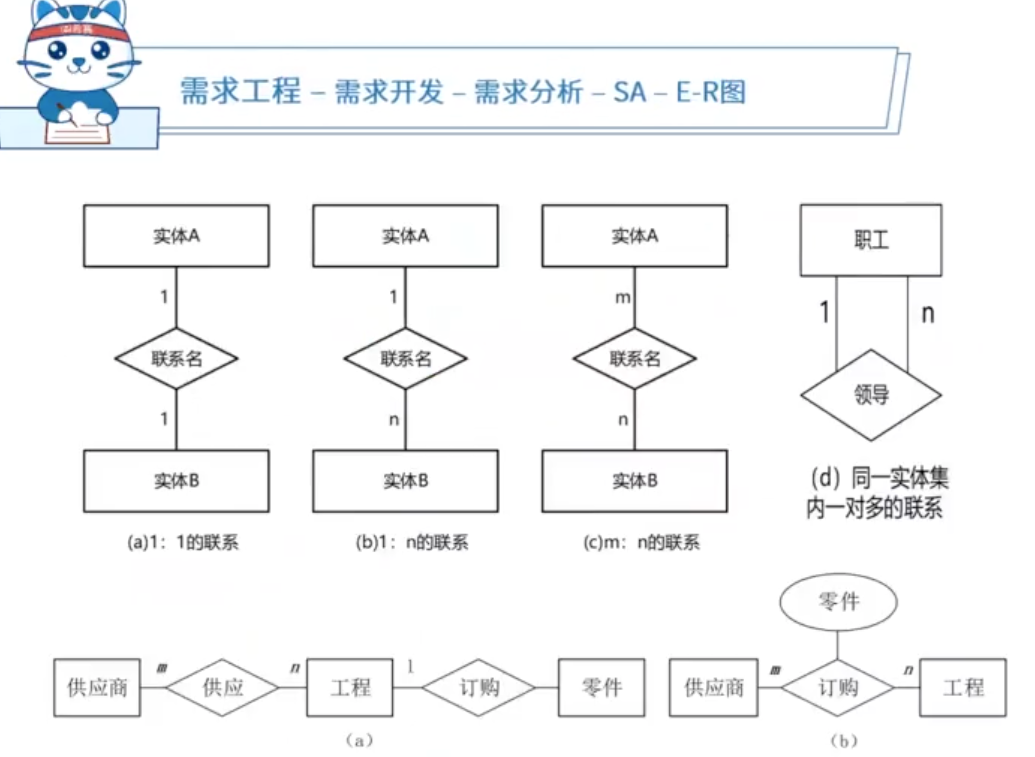 需求工程 – 需求开发 – 需求分析 – SA – E-R图
实体A
1
联系名
1
实体B
(a)1：1的联系
实体A
1
联系名
n
实体B
(b)1：n的联系
实体A
m
联系名
n
实体B
(c)m：n的联系
职工
1 n
领导
(d) 同一实体集
内一对多的联系
供应商 m 供应 n 工程 1 订购 零件
(a)
零件
供应商 m 订购 n 工程
(b)